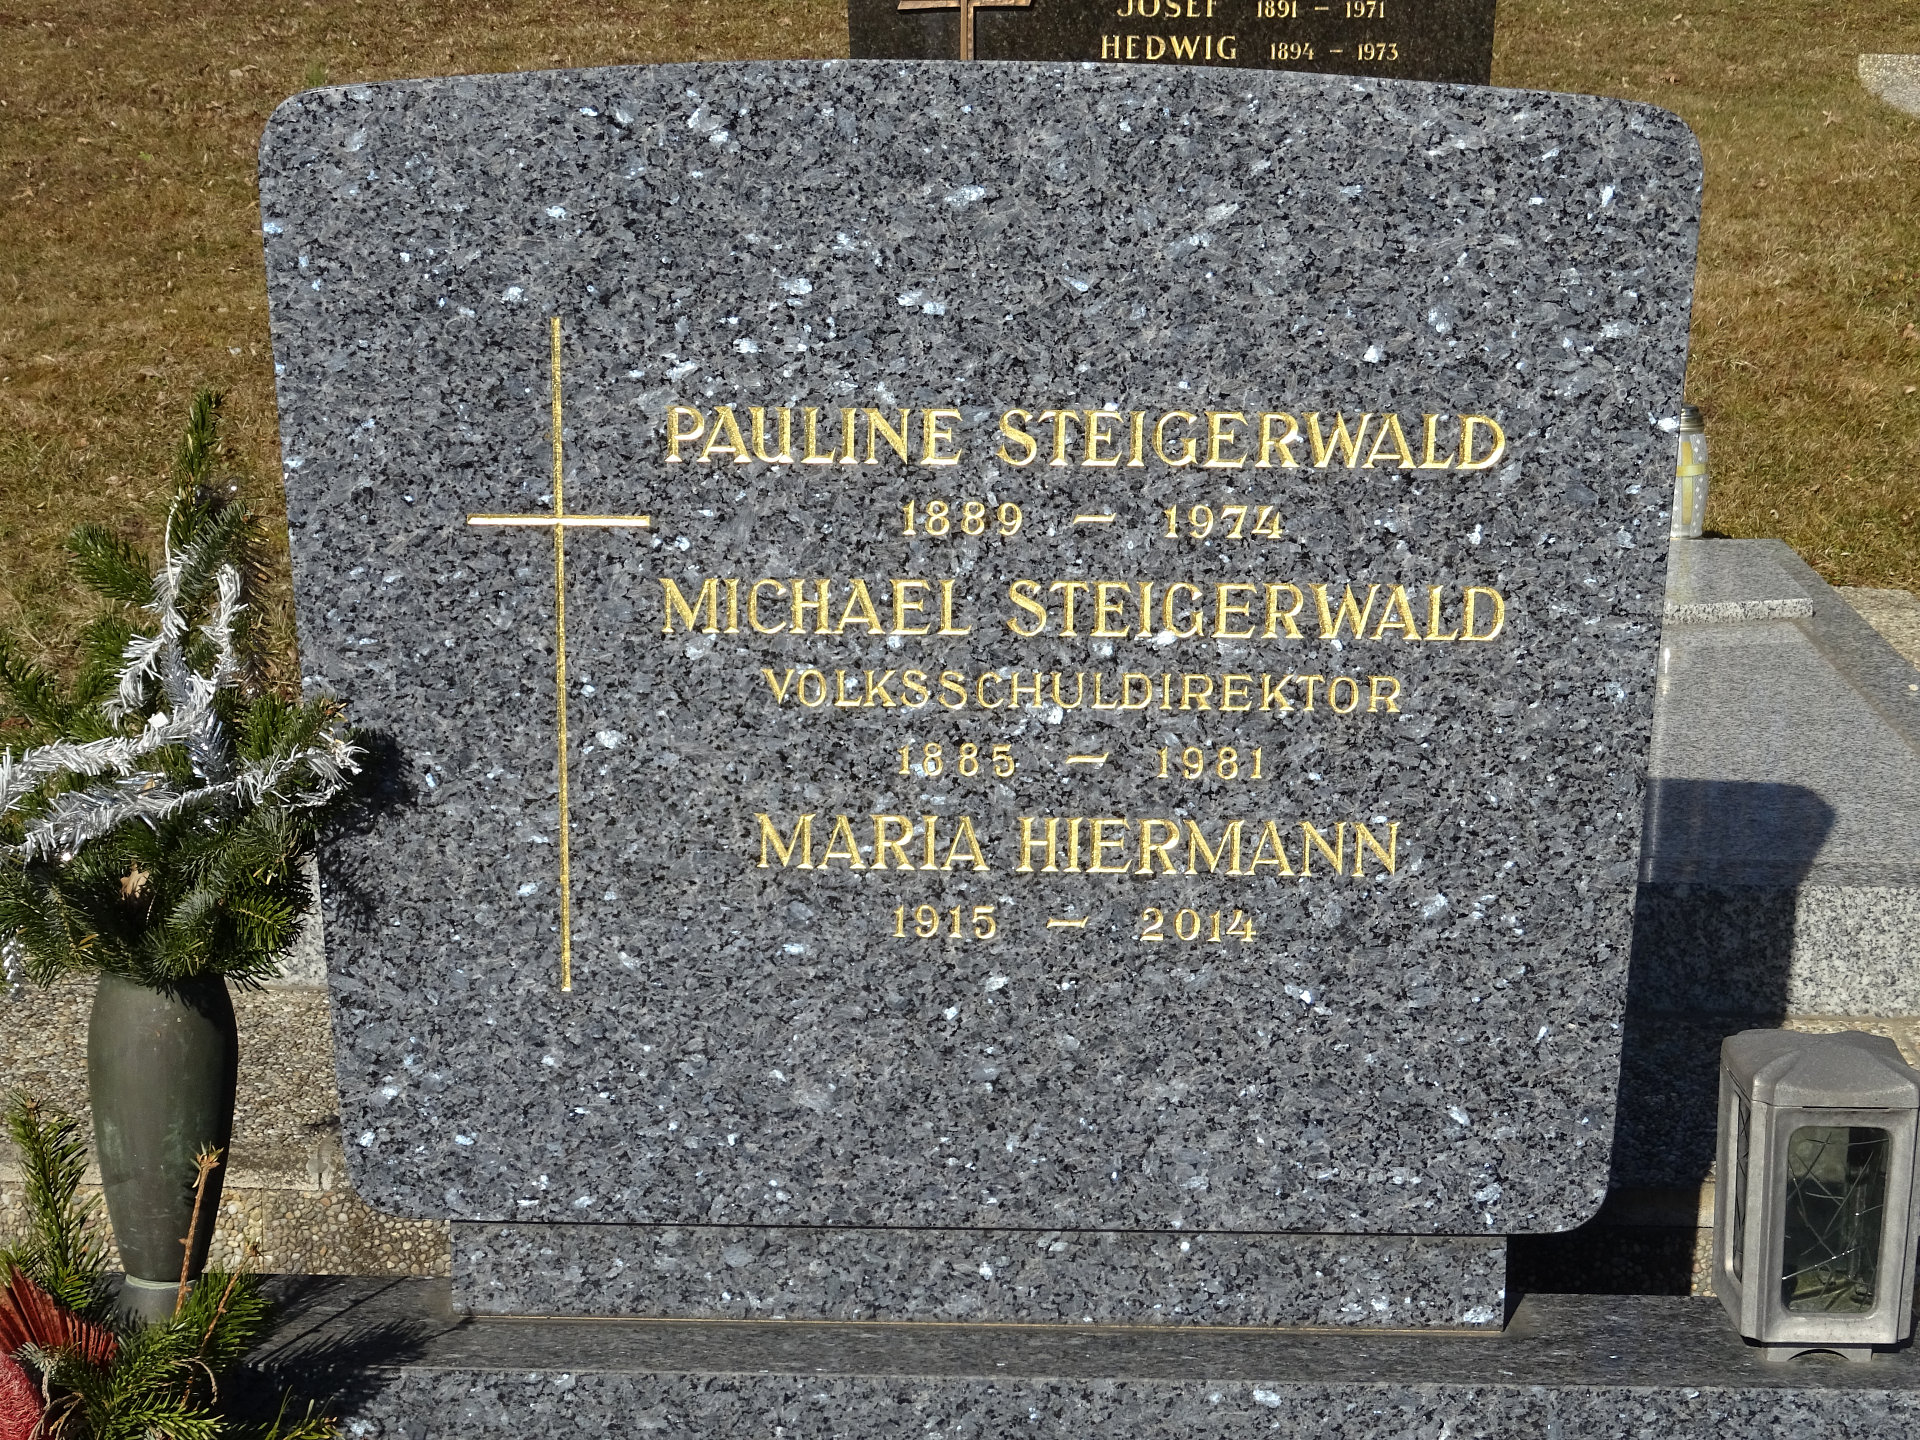 JOSEF 1891 – 1971
HEDWIG 1894 – 1973
PAULINE STEIGERWALD
1889 – 1974
MICHAEL STEIGERWALD
VOLKSSCHULDIREKTOR
1885 – 1981
MARIA HIERMANN
1915 – 2014